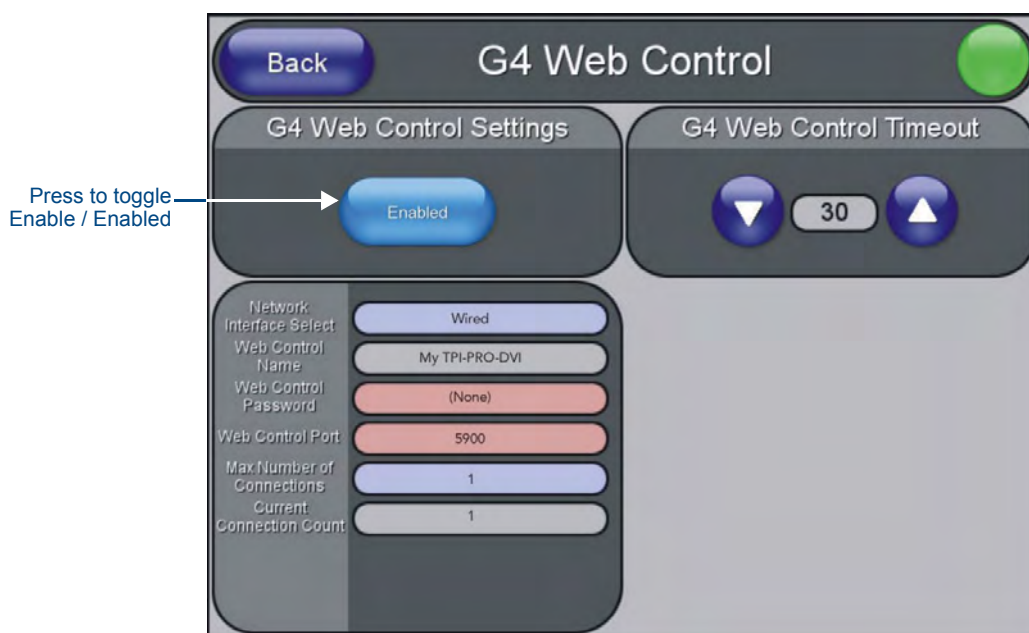 Back
G4 Web Control
G4 Web Control Settings
G4 Web Control Timeout
Press to toggle
Enable / Enabled
Enabled
30
Network
Interface Select
Wired
Web Control
Name
My TPI-PRO-DVI
Web Control
Password
(None)
Web Control Port
5900
Max Number of
Connections
1
Current
Connection Count
1